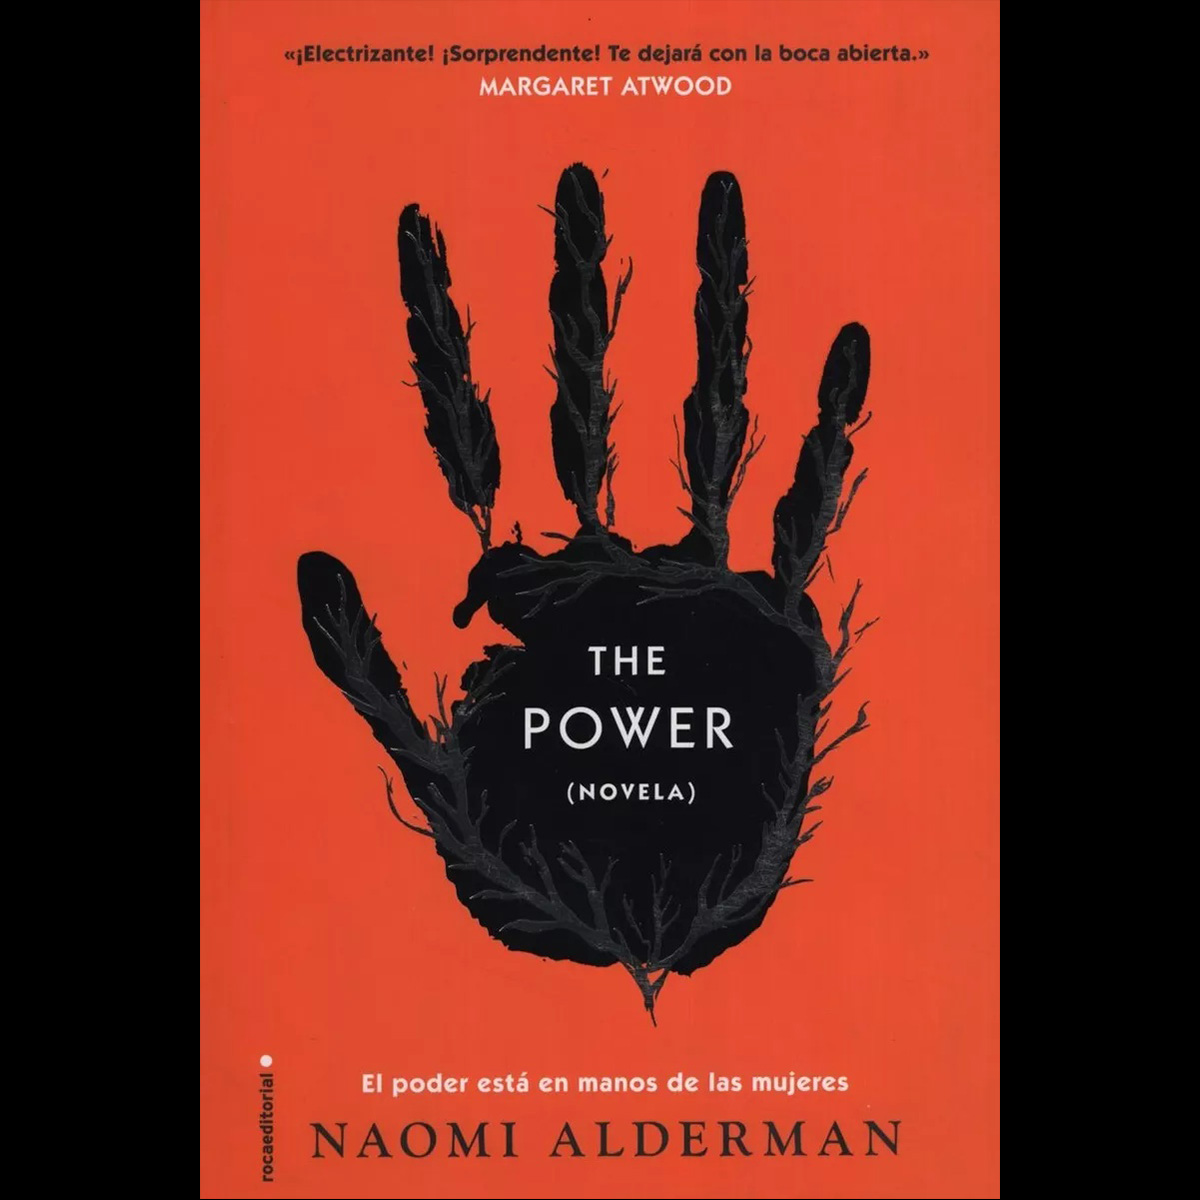 «¡Electrizante! ¡Sorprendente! Te dejará con la boca abierta.»
MARGARET ATWOOD
THE
POWER
(NOVELA)
El poder está en manos de las mujeres
NAOMI ALDERMAN
rocaeditorial